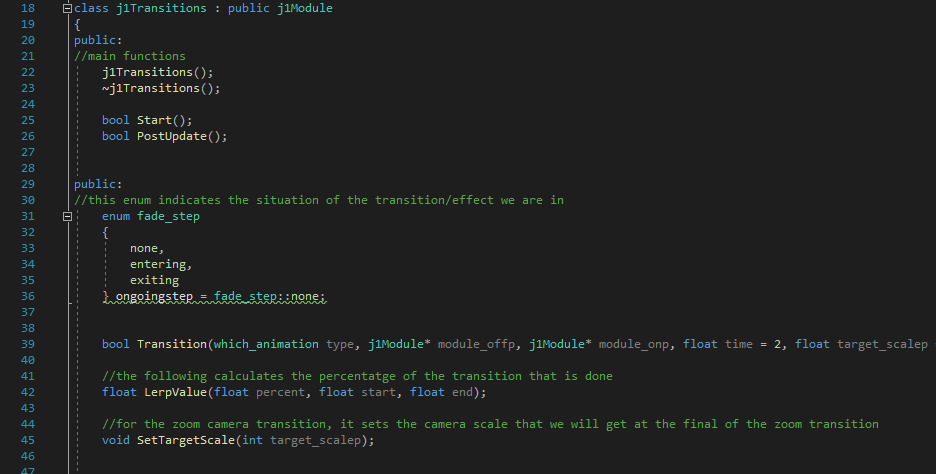 18 class j1Transitions : public j1Module
19 {
20 public:
21 //main functions
22 j1Transitions();
23 ~j1Transitions();
24
25 bool Start();
26 bool PostUpdate();
27
28
29 public:
30 //this enum indicates the situation of the transition/effect we are in
31 enum fade_step
32 {
33 none,
34 entering,
35 exiting
36 } ongoingstep = fade_step::none;
37
38
39 bool Transition(which_animation type, j1Module* module_offp, j1Module* module_onp, float time = 2, float target_scalep
40
41 //the following calculates the percentatge of the transition that is done
42 float LerpValue(float percent, float start, float end);
43
44 //for the zoom camera transition, it sets the camera scale that we will get at the final of the zoom transition
45 void SetTargetScale(int target_scalep);
46
47